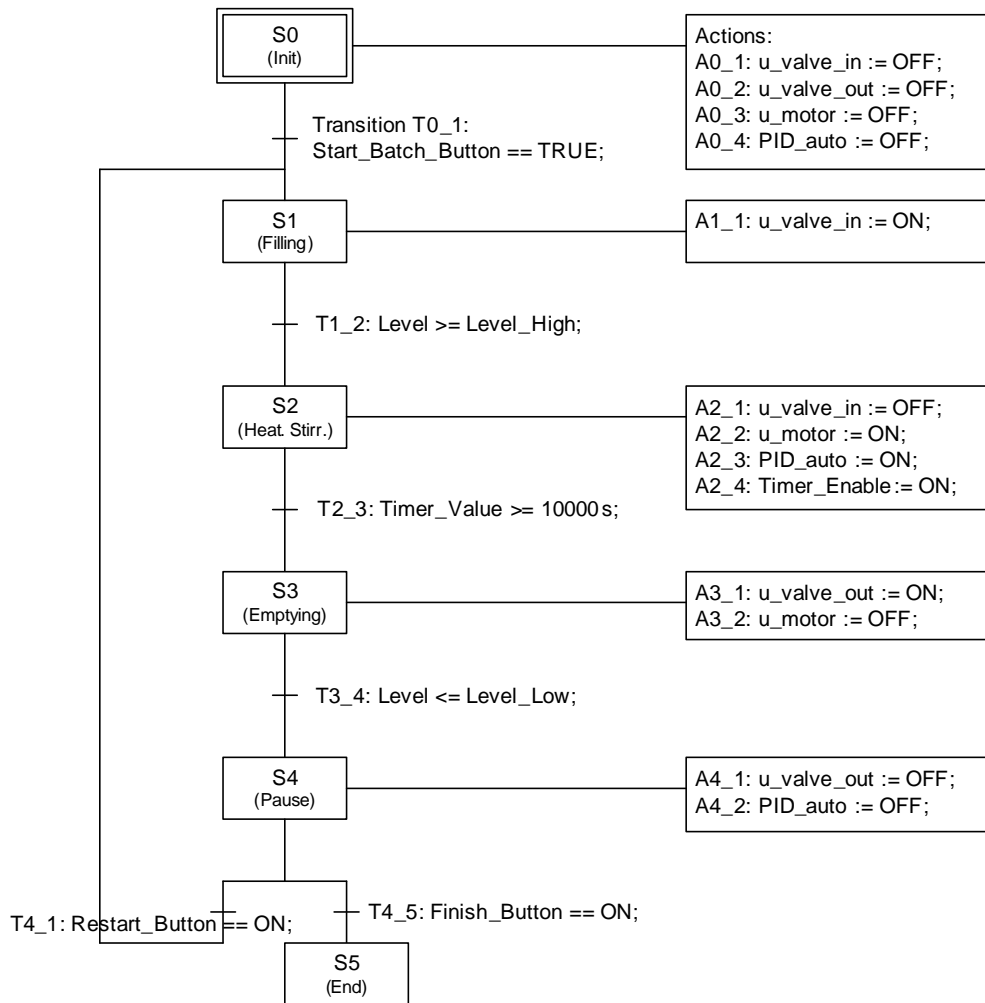 S0
(Init)
Actions:
A0_1: u_valve_in := OFF;
A0_2: u_valve_out := OFF;
A0_3: u_motor := OFF;
A0_4: PID_auto := OFF;
Transition T0_1:
Start_Batch_Button == TRUE;
S1
(Filling)
A1_1: u_valve_in := ON;
T1_2: Level >= Level_High;
S2
(Heat. Stirr.)
A2_1: u_valve_in := OFF;
A2_2: u_motor := ON;
A2_3: PID_auto := ON;
A2_4: Timer_Enable := ON;
T2_3: Timer_Value >= 10000 s;
S3
(Emptying)
A3_1: u_valve_out := ON;
A3_2: u_motor := OFF;
T3_4: Level <= Level_Low;
S4
(Pause)
A4_1: u_valve_out := OFF;
A4_2: PID_auto := OFF;
T4_1: Restart_Button == ON;
T4_5: Finish_Button == ON;
S5
(End)